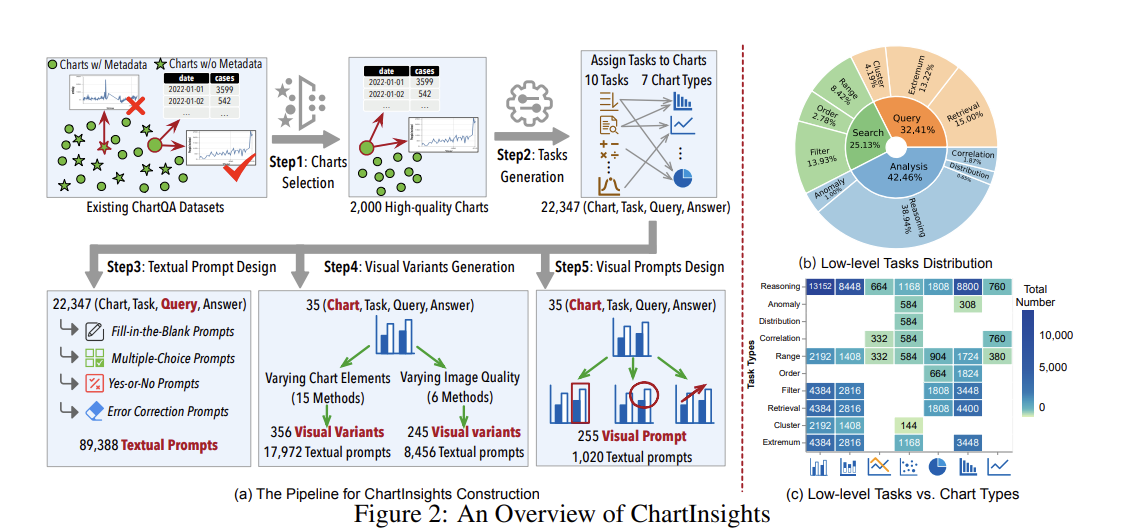 Charts w/ Metadata Charts w/o Metadata
date cases
2022-01-01 3599
2022-01-02 542
... ...
Existing ChartQA Datasets
Step1: Charts
Selection
date cases
2022-01-01 3599
2022-01-02 542
... ...
2,000 High-quality Charts
Step2: Tasks
Generation
Assign Tasks to Charts
10 Tasks 7 Chart Types
22,347 (Chart, Task, Query, Answer)
Step3: Textual Prompt Design
22,347 (Chart, Task, Query, Answer)
Fill-in-the-Blank Prompts
Multiple-Choice Prompts
Yes-or-No Prompts
Error Correction Prompts
89,388 Textual Prompts
Step4: Visual Variants Generation
35 (Chart, Task, Query, Answer)
Varying Chart Elements
(15 Methods)
356 Visual Variants
17,972 Textual prompts
Varying Image Quality
(6 Methods)
245 Visual variants
8,456 Textual prompts
Step5: Visual Prompts Design
35 (Chart, Task, Query, Answer)
255 Visual Prompt
1,020 Textual prompts
(a) The Pipeline for ChartInsights Construction
Query
32,41%
Search
25.13%
Analysis
42.46%
Cluster
4.19%
Extremum
13.22%
Retrieval
15.00%
Correlation
1.87%
Distribution
Reasoning
38.94%
Anomaly
Filter
13.93%
Order
2.78%
Range
8.42%
(b) Low-level Tasks Distribution
Task Types
Reasoning 13152 8448 664 1168 1808 8800 760
Anomaly 584 308
Distribution 584
Correlation 332 584 760
Range 2192 1408 332 584 904 1724 380
Order 664 1824
Filter 4384 2816 1808 3448
Retrieval 4384 2816 1808 4400
Cluster 2192 1408 144
Extremum 4384 2816 1168 3448
Total
Number
10,000
5,000
0
(c) Low-level Tasks vs. Chart Types
Figure 2: An Overview of ChartInsights